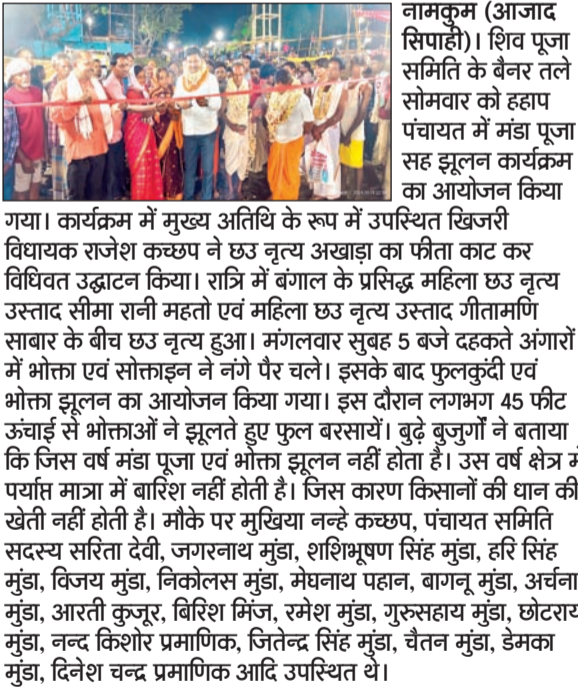 नामकुम (आजाद
सिपाही)। शिव पूजा
समिति के बैनर तले
सोमवार को हहाप
पंचायत में मंडा पूजा
सह झूलन कार्यक्रम
का आयोजन किया
गया। कार्यक्रम में मुख्य अतिथि के रूप में उपस्थित खिजरी
विधायक राजेश कच्छप ने छउ नृत्य अखाड़ा का फीता काट कर
विधिवत उद्घाटन किया। रात्रि में बंगाल के प्रसिद्ध महिला छउ नृत्य
उस्ताद सीमा रानी महतो एवं महिला छउ नृत्य उस्ताद गीतामणि
साबार के बीच छउ नृत्य हुआ। मंगलवार सुबह 5 बजे दहकते अंगारों
में भोक्ता एवं सोक्ताइन ने नंगे पैर चले। इसके बाद फुलकुंदी एवं
भोक्ता झूलन का आयोजन किया गया। इस दौरान लगभग 45 फीट
ऊंचाई से भोक्ताओं ने झूलते हुए फुल बरसायें। बुढ़े बुजुर्गों ने बताया
कि जिस वर्ष मंडा पूजा एवं भोक्ता झूलन नहीं होता है। उस वर्ष क्षेत्र में
पर्याप्त मात्रा में बारिश नहीं होती है। जिस कारण किसानों की धान की
खेती नहीं होती है। मौके पर मुखिया नन्हे कच्छप, पंचायत समिति
सदस्य सरिता देवी, जगरनाथ मुंडा, शशिभूषण सिंह मुंडा, हरि सिंह
मुंडा, विजय मुंडा, निकोलस मुंडा, मेघनाथ पहान, बागनू मुंडा, अर्चना
मुंडा, आरती कुजूर, बिरिश मिंज, रमेश मुंडा, गुरुसहाय मुंडा, छोटराय
मुंडा, नन्द किशोर प्रमाणिक, जितेन्द्र सिंह मुंडा, चैतन मुंडा, डेमका
मुंडा, दिनेश चन्द्र प्रमाणिक आदि उपस्थित थे।